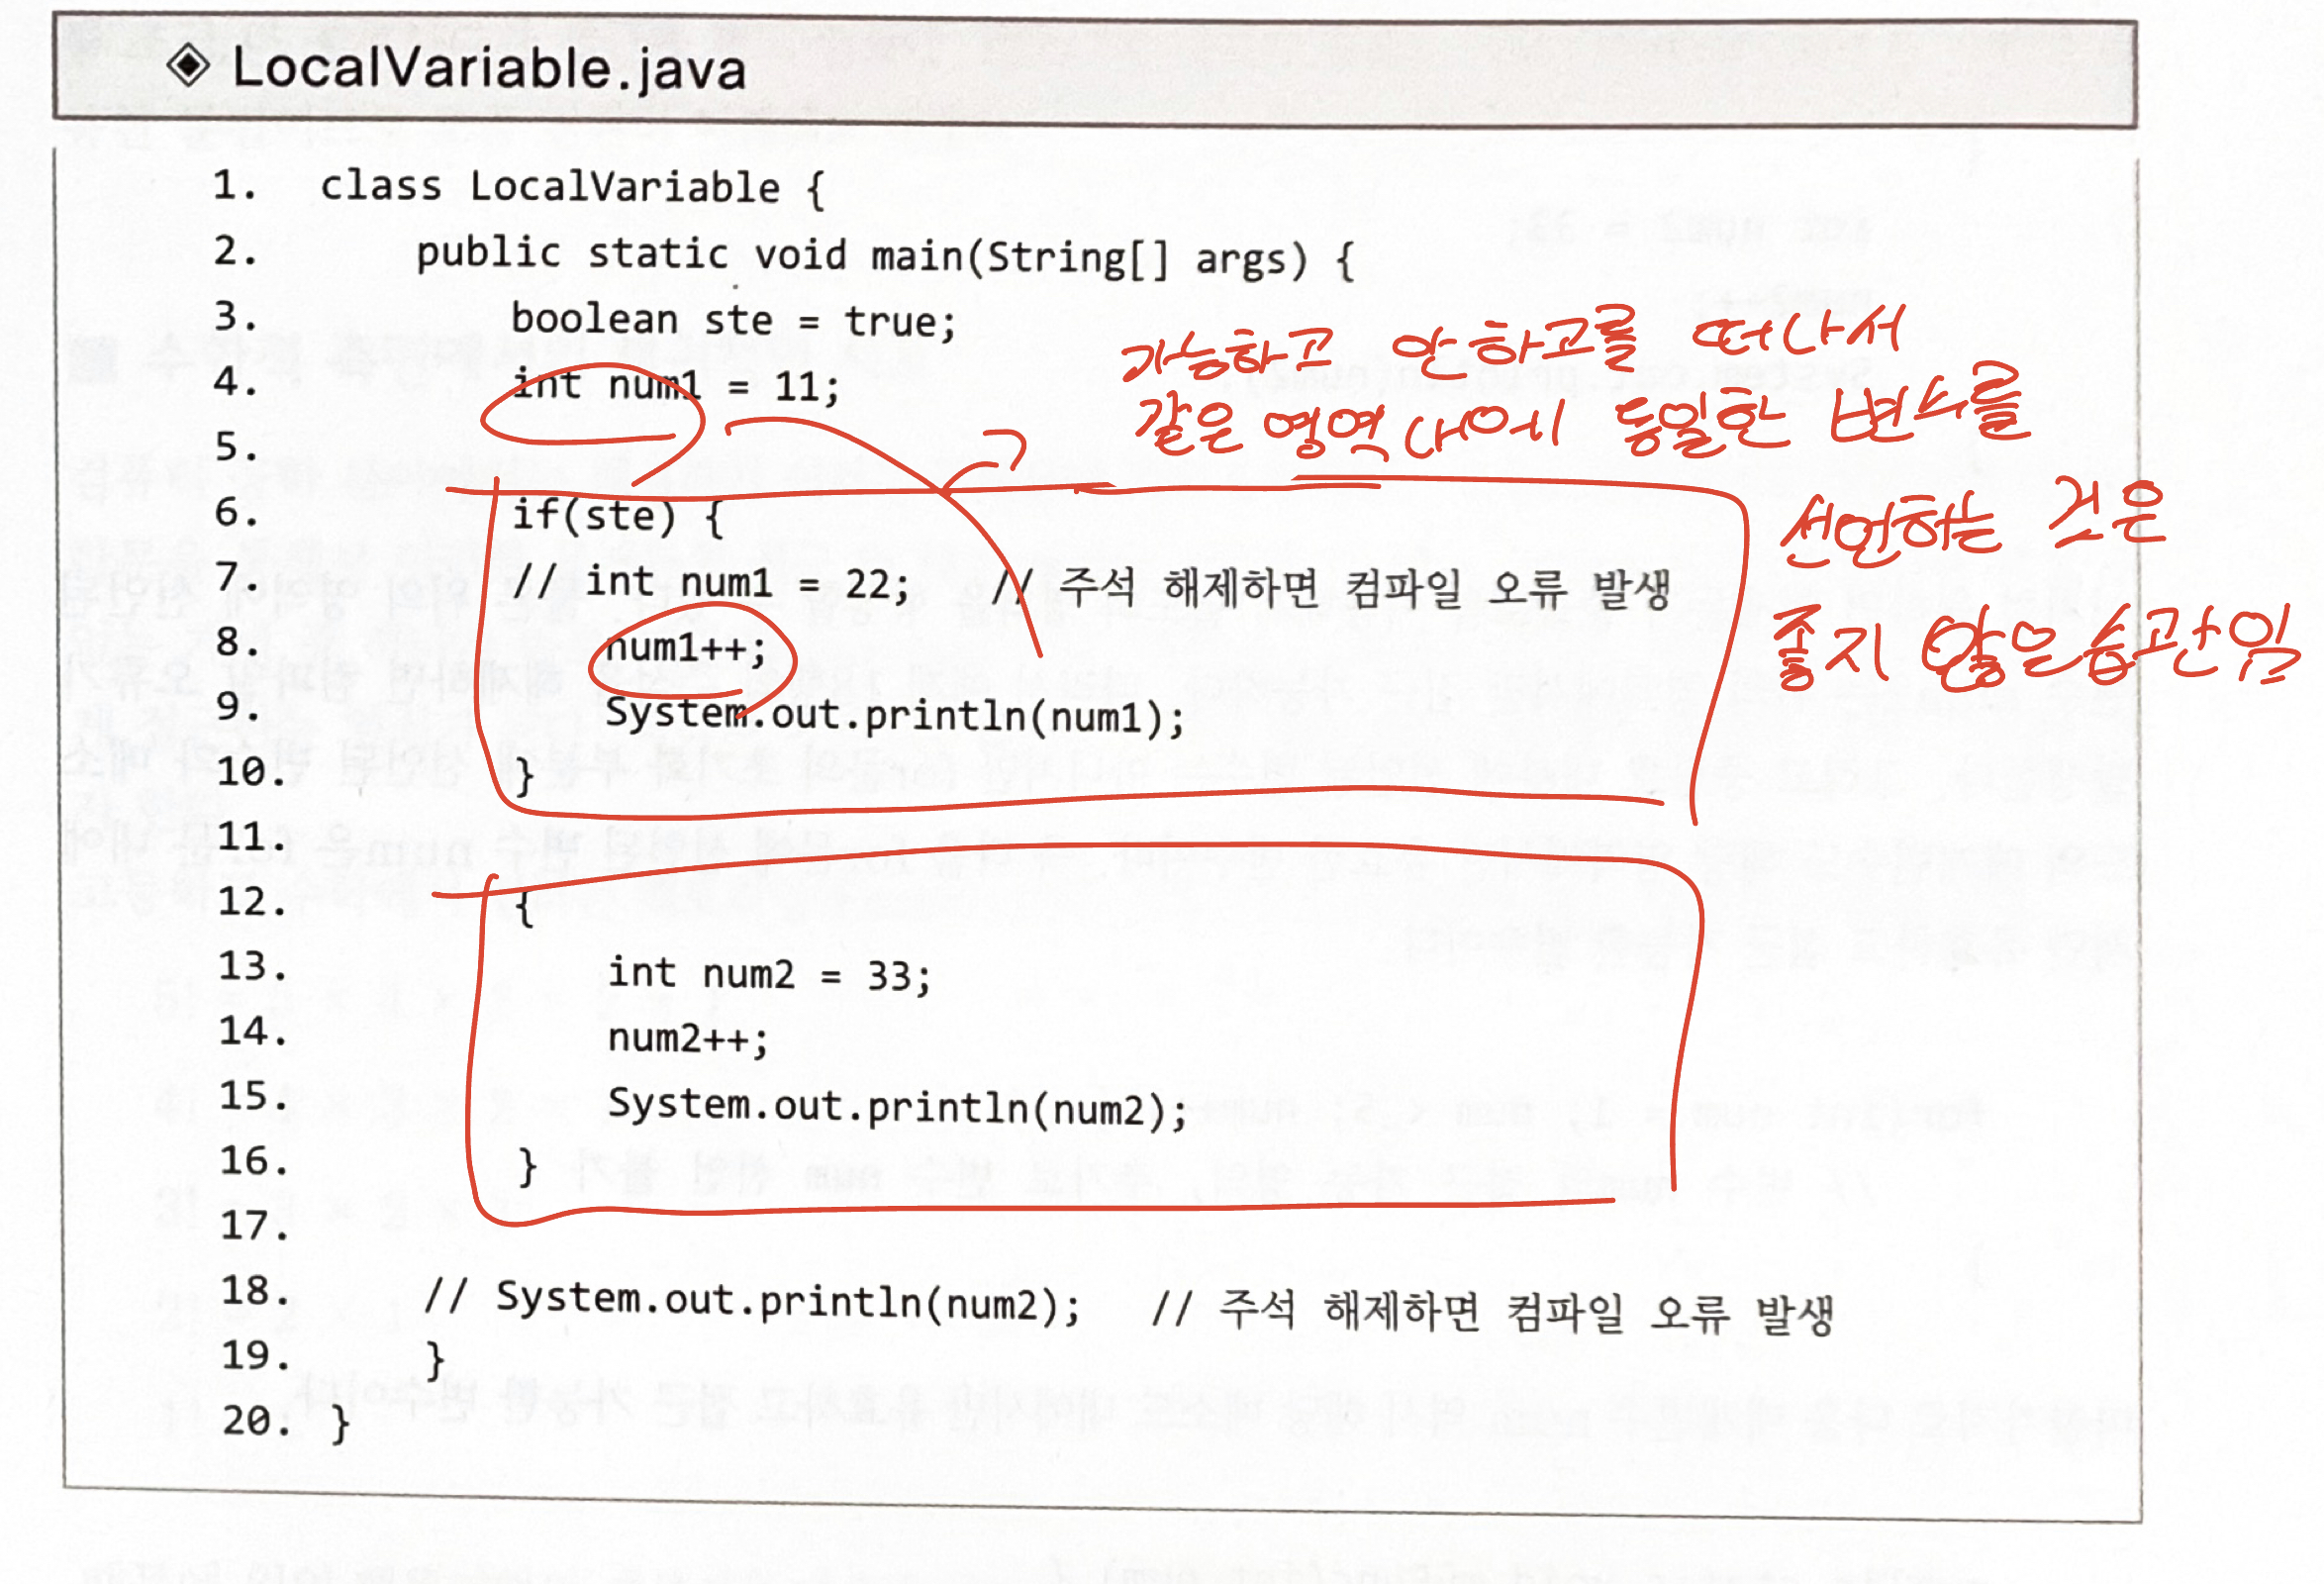 ◈ LocalVariable.java
1. class LocalVariable {
2. public static void main(String[] args) {
3. boolean ste = true;
4. int num1 = 11;
5.
6. if(ste) {
7. // int num1 = 22; // 주석 해제하면 컴파일 오류 발생
8. num1++;
9. System.out.println(num1);
10. }
11.
12. {
13. int num2 = 33;
14. num2++;
15. System.out.println(num2);
16. }
17.
18. // System.out.println(num2); // 주석 해제하면 컴파일 오류 발생
19. }
20. }
가능하고 안 하고를 떠나서
같은 영역 내에 동일한 변수를
선언하는 것은
좋지 않은 습관임